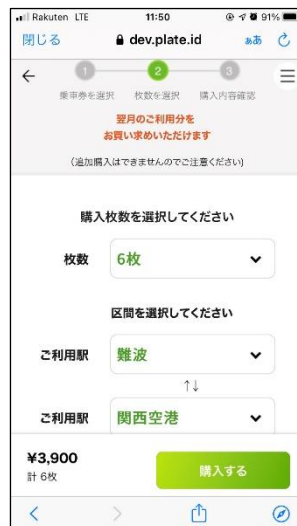 Rakuten LTE 11:50 91%
閉じる dev.plate.id ぁあ
1 2 3
乗車券を選択 枚数を選択 購入内容確認
翌月のご利用分を
お買い求めいただけます
(追加購入はできませんのでご注意ください)
購入枚数を選択してください
枚数 6枚
区間を選択してください
ご利用駅 難波
↑↓
ご利用駅 関西空港
¥3,900
計 6枚
購入する